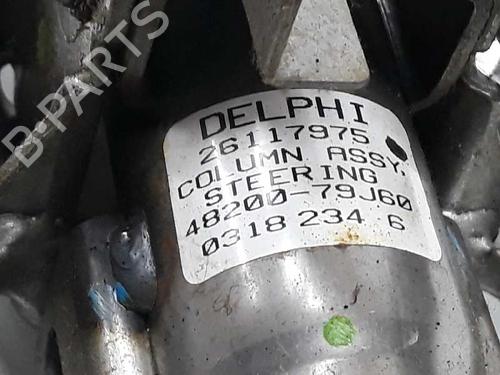 B-PARTS
DELPHI
26117975
COLUMN ASSY,
STEERING
48200-79J60
0318 234 6